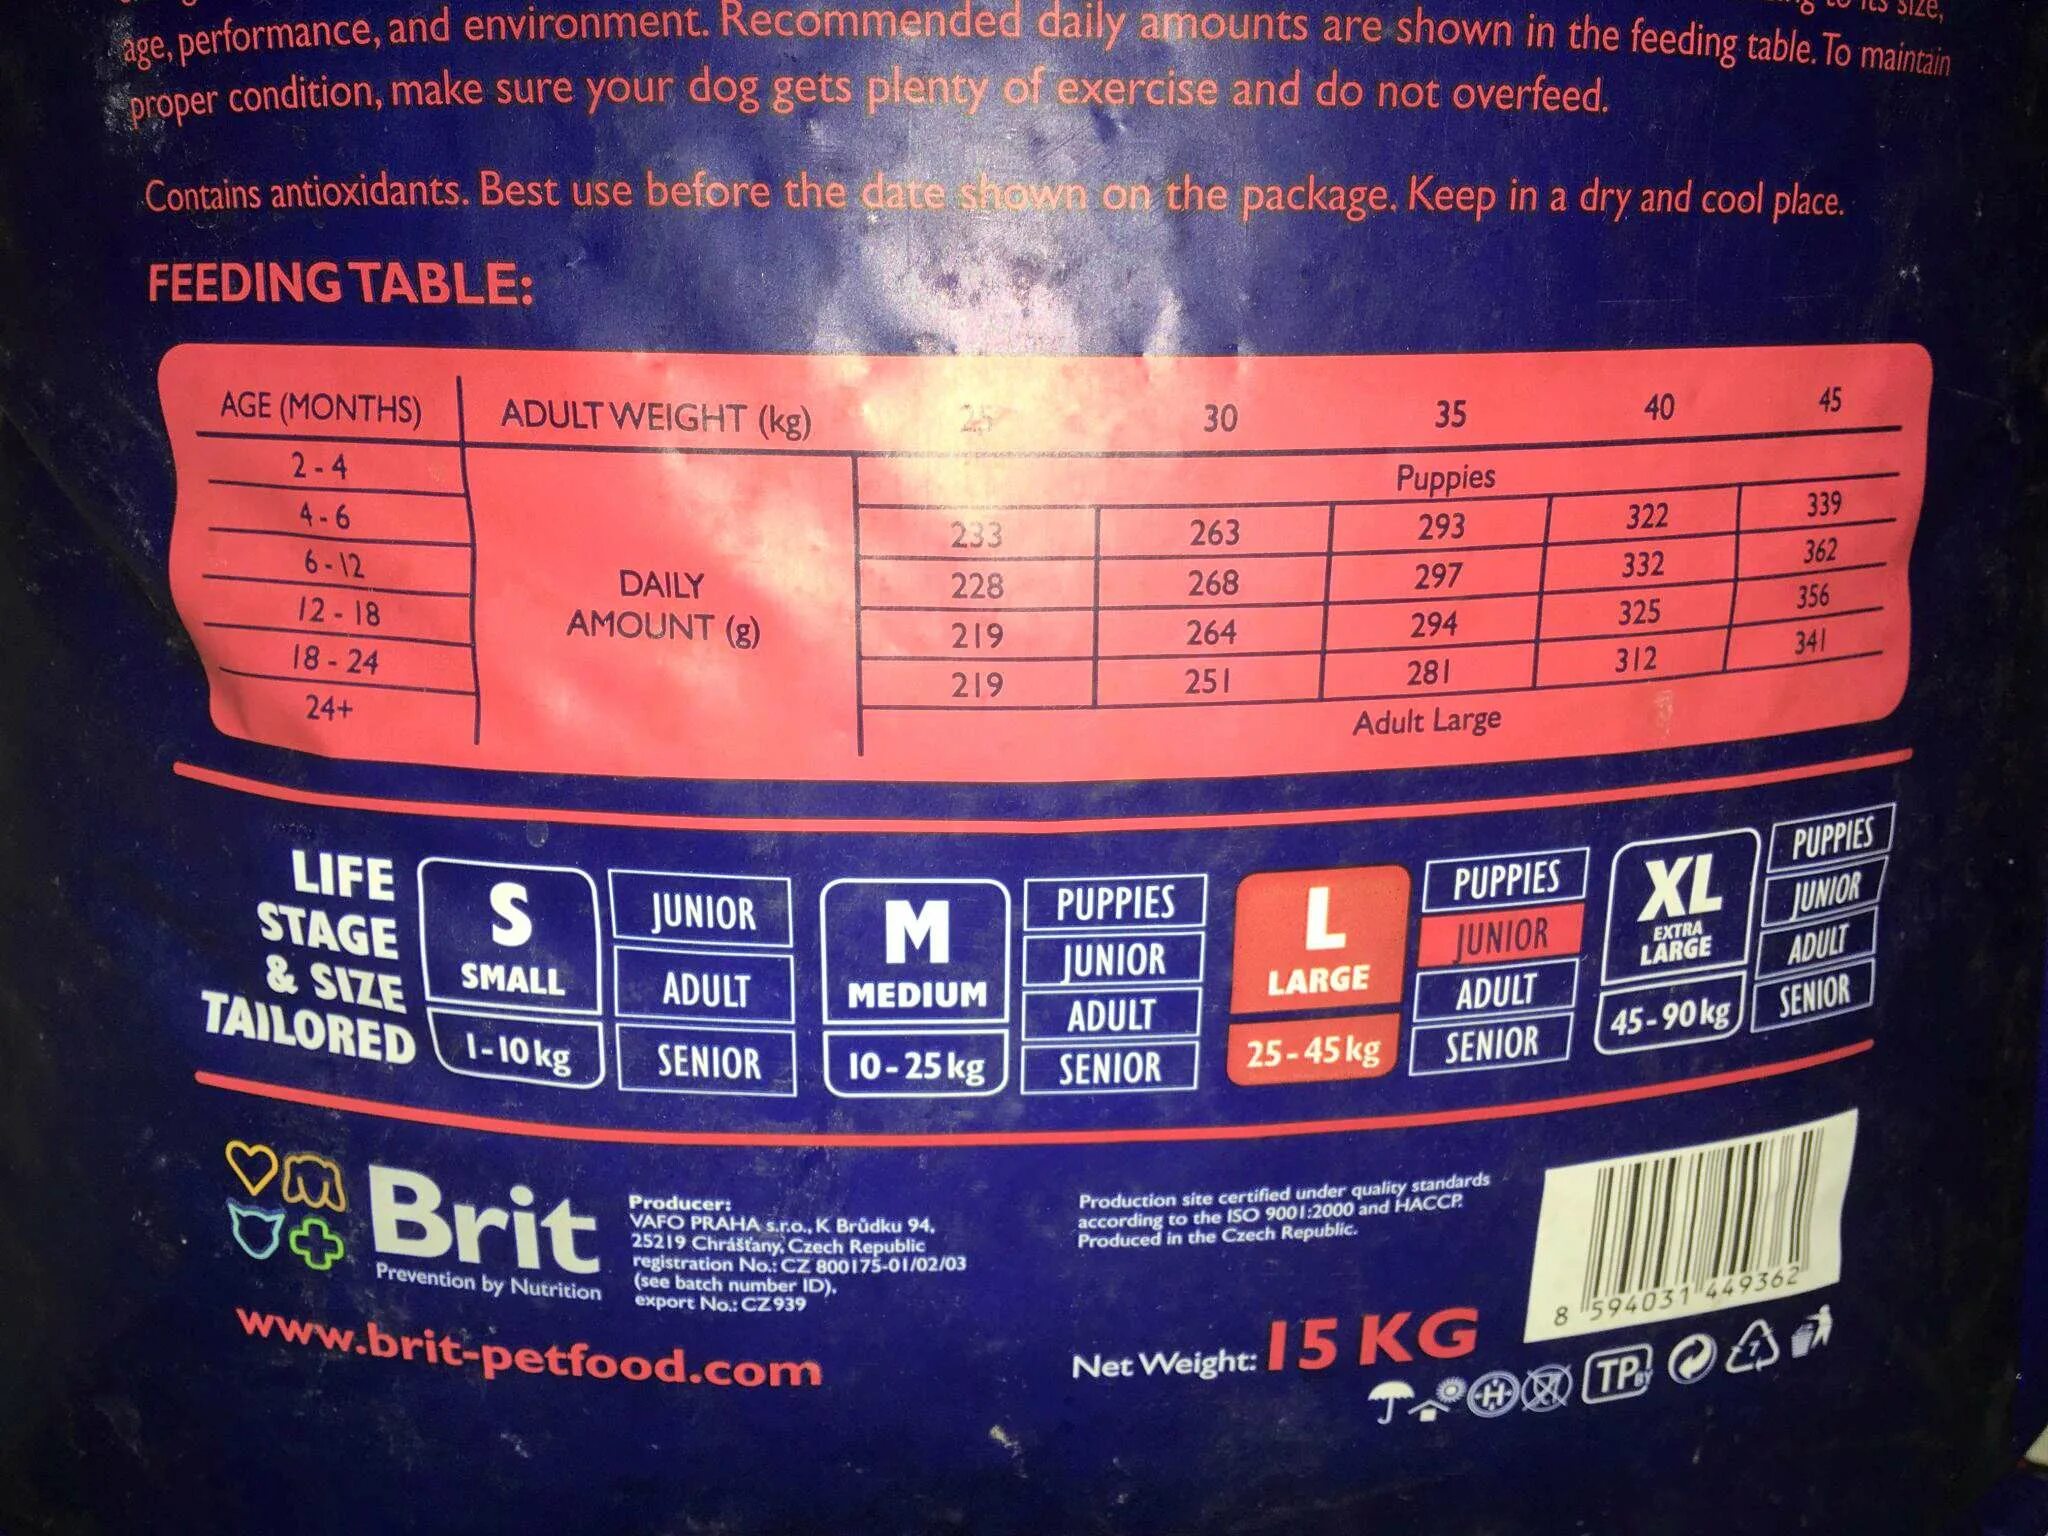 its size,
age, performance, and environment. Recommended daily amounts are shown in the feeding table. To maintain
proper condition, make sure your dog gets plenty of exercise and do not overfeed.
Contains antioxidants. Best use before the date shown on the package. Keep in a dry and cool place.
FEEDING TABLE:
AGE (MONTHS) ADULT WEIGHT (kg) 25 30 35 40 45
2 - 4 Puppies
4 - 6 233 263 293 322 339
6 - 12 228 268 297 332 362
DAILY
AMOUNT (g)
12 - 18 219 264 294 325 356
18 - 24 219 251 281 312 341
24+ Adult Large
LIFE
STAGE
& SIZE
TAILORED
S
SMALL
1-10 kg
JUNIOR
ADULT
SENIOR
M
MEDIUM
10-25 kg
PUPPIES
JUNIOR
ADULT
SENIOR
L
LARGE
25-45 kg
PUPPIES
JUNIOR
ADULT
SENIOR
XL
EXTRA
LARGE
45-90 kg
PUPPIES
JUNIOR
ADULT
SENIOR
Brit
Prevention by Nutrition
www.brit-petfood.com
Producer:
VAFO PRAHA s.r.o., K Brůdku 94,
25219 Chrášťany, Czech Republic
registration No.: CZ 800175-01/02/03
(see batch number ID).
export No.: CZ939
Production site certified under quality standards
according to the ISO 9001:2000 and HACCP.
Produced in the Czech Republic.
Net Weight: 15 KG
8 594031 449362
H TP BY 7